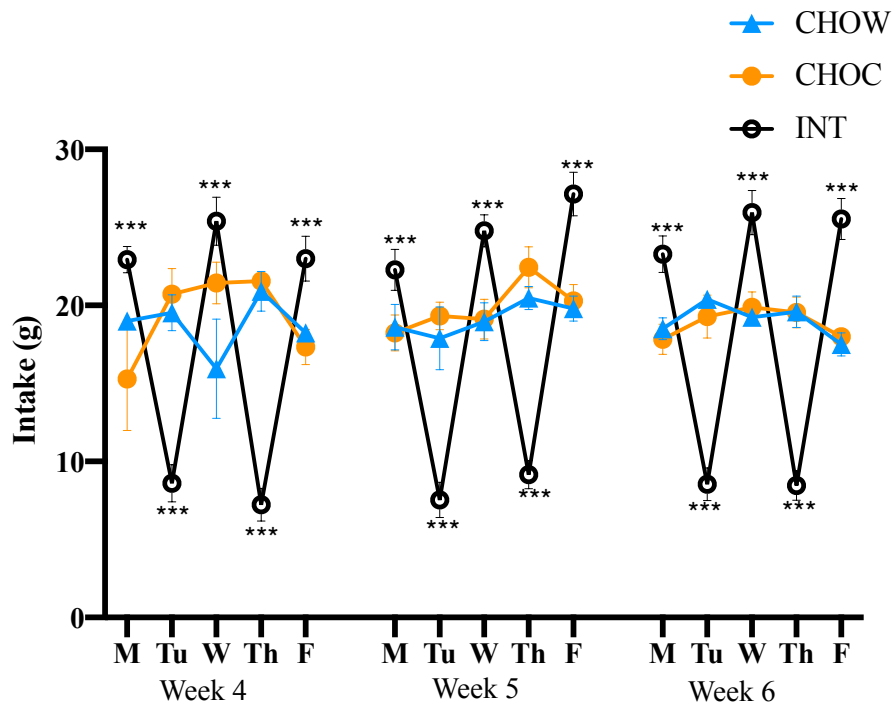 CHOW
CHOC
INT
30
20
10
0
Intake (g)
*** *** *** *** *** *** *** *** ***
*** *** *** *** *** ***
M Tu W Th F M Tu W Th F M Tu W Th F
Week 4 Week 5 Week 6